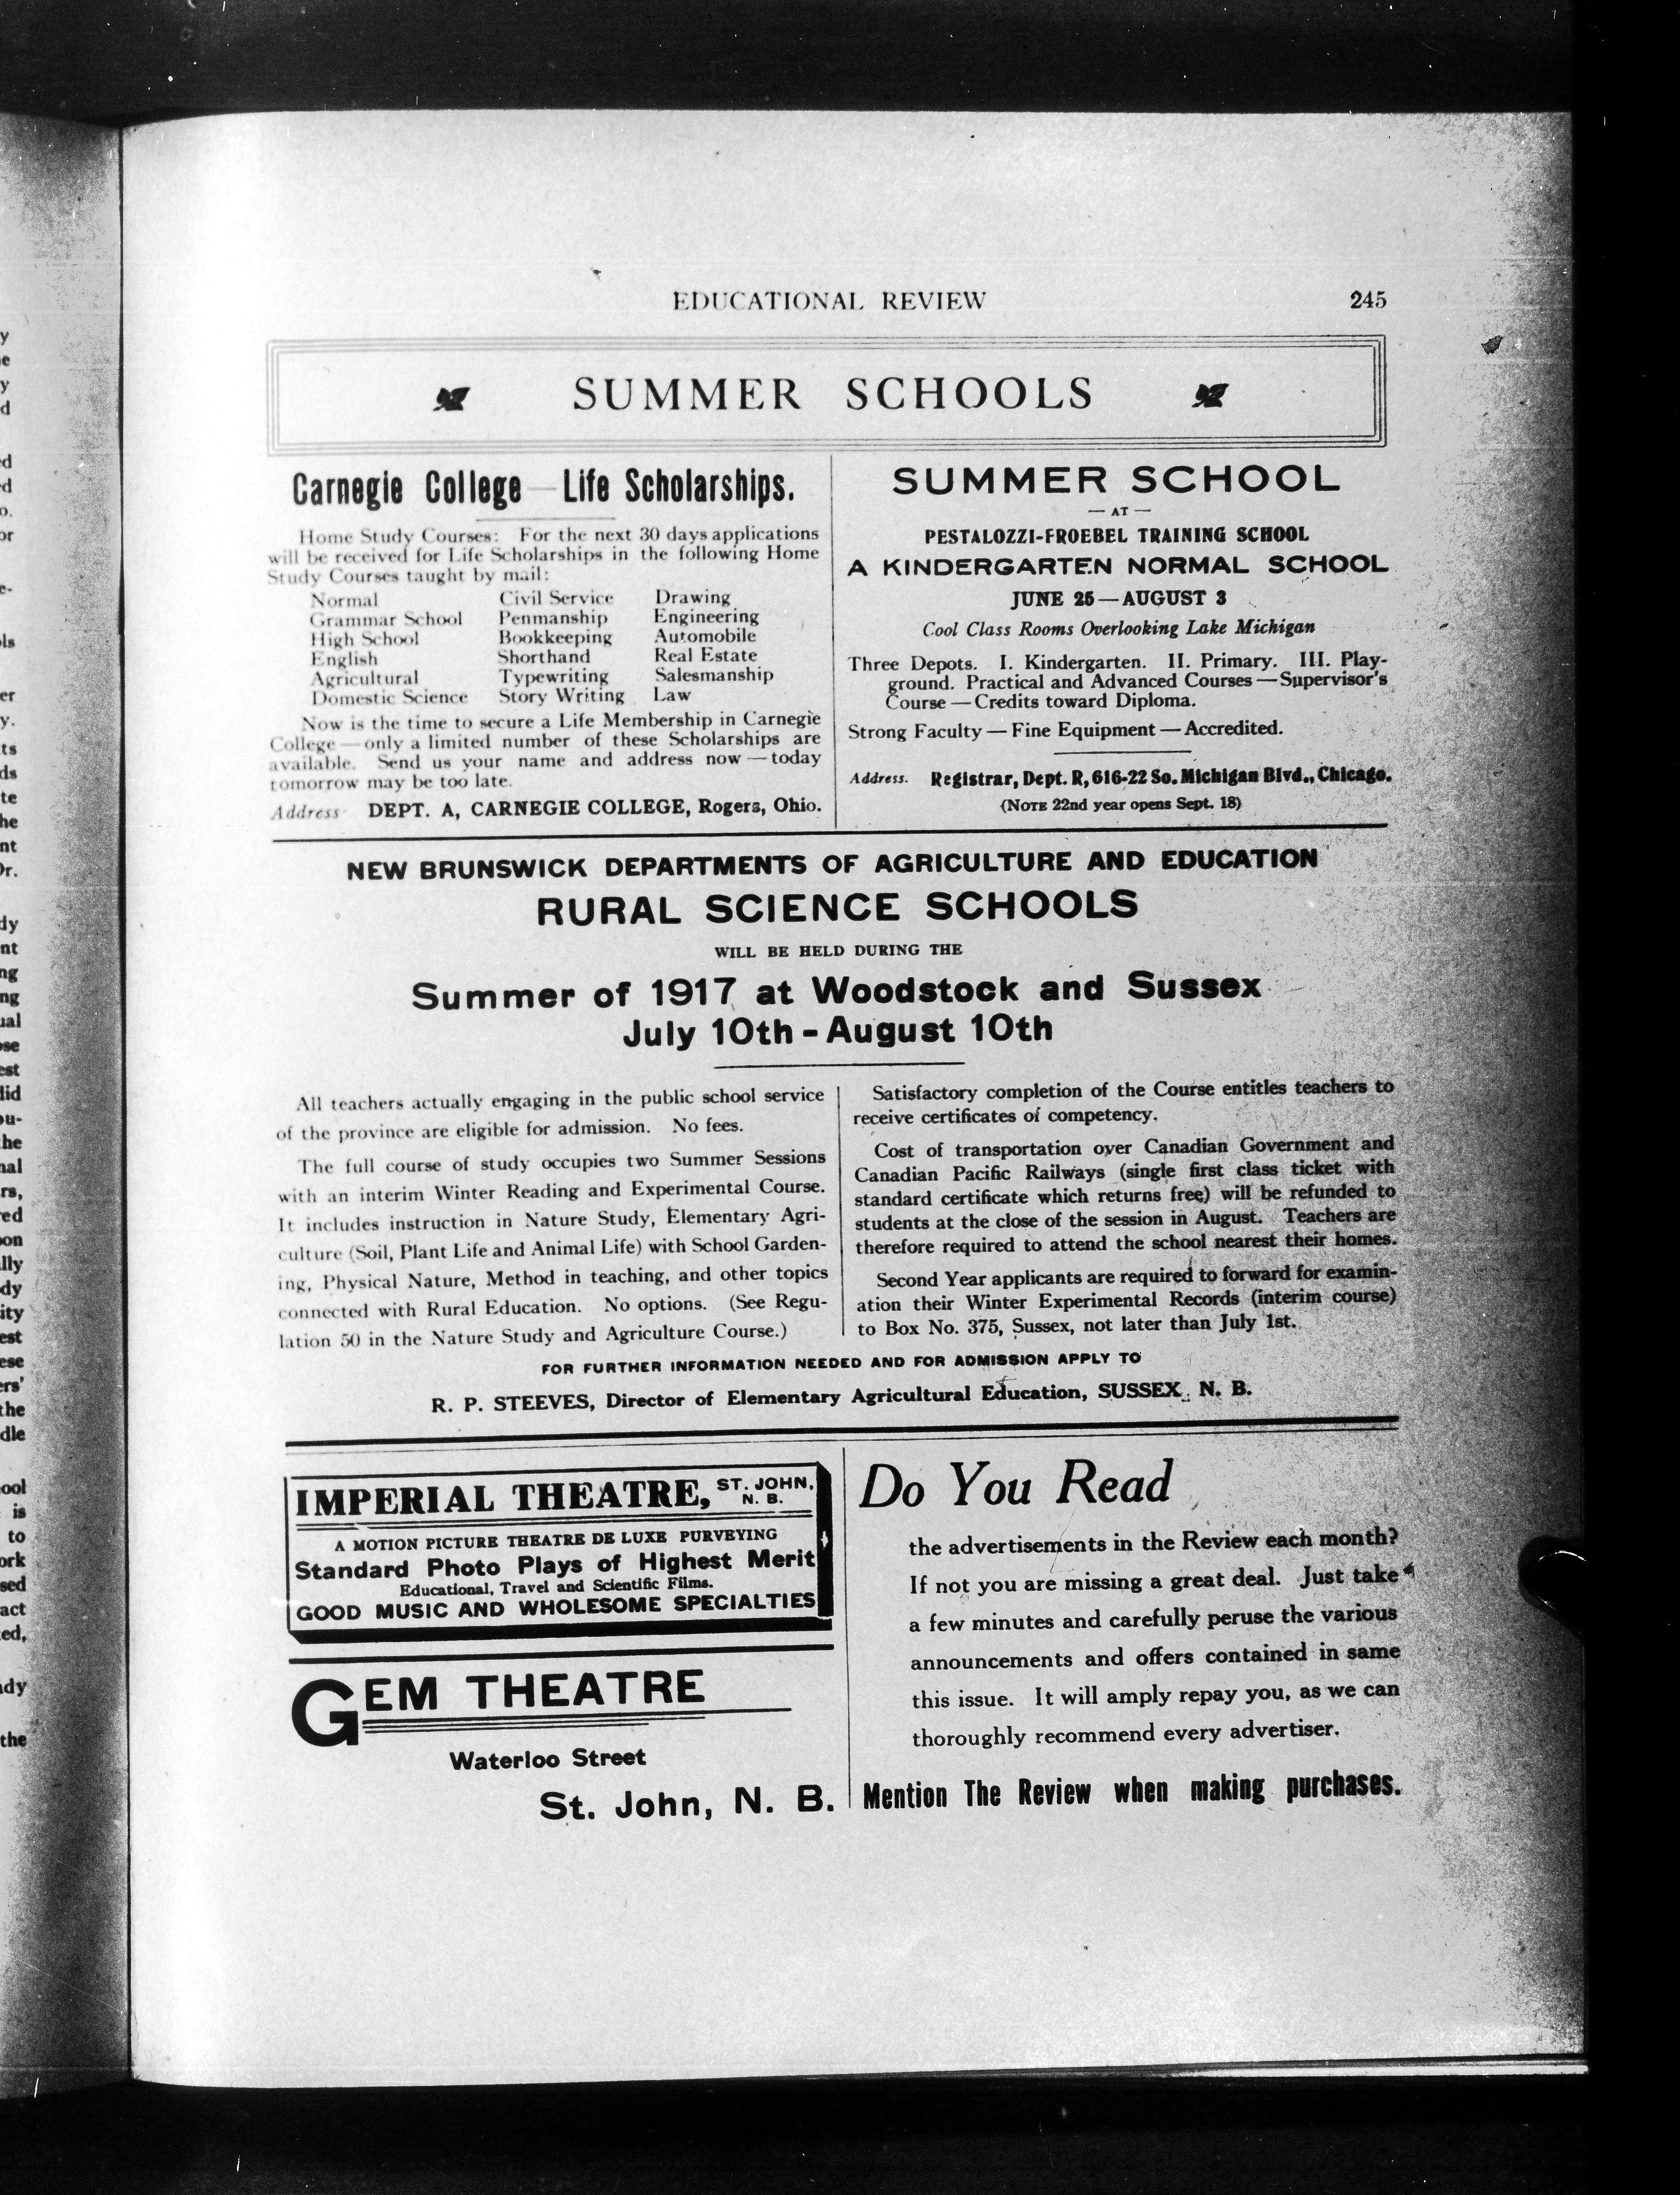 EDUCATIONAL REVIEW 245
SUMMER SCHOOLS
Carnegie College — Life Scholarships.
Home Study Courses: For the next 30 days applications
will be received for Life Scholarships in the following Home
Study Courses taught by mail:
Normal Civil Service Drawing
Grammar School Penmanship Engineering
High School Bookkeeping Automobile
English Shorthand Real Estate
Agricultural Typewriting Salesmanship
Domestic Science Story Writing Law
Now is the time to secure a Life Membership in Carnegie
College — only a limited number of these Scholarships are
available. Send us your name and address now — today
tomorrow may be too late.
Address DEPT. A, CARNEGIE COLLEGE, Rogers, Ohio.
SUMMER SCHOOL
— AT —
PESTALOZZI-FROEBEL TRAINING SCHOOL
A KINDERGARTEN NORMAL SCHOOL
JUNE 25 — AUGUST 3
Cool Class Rooms Overlooking Lake Michigan
Three Depots. I. Kindergarten. II. Primary. III. Play-
ground. Practical and Advanced Courses — Supervisor's
Course — Credits toward Diploma.
Strong Faculty — Fine Equipment — Accredited.
Address. Registrar, Dept. R, 616-22 So. Michigan Blvd., Chicago.
(NOTE 22nd year opens Sept. 18)
NEW BRUNSWICK DEPARTMENTS OF AGRICULTURE AND EDUCATION
RURAL SCIENCE SCHOOLS
WILL BE HELD DURING THE
Summer of 1917 at Woodstock and Sussex
July 10th - August 10th
All teachers actually engaging in the public school service
of the province are eligible for admission. No fees.
The full course of study occupies two Summer Sessions
with an interim Winter Reading and Experimental Course.
It includes instruction in Nature Study, Elementary Agri-
culture (Soil, Plant Life and Animal Life) with School Garden-
ing, Physical Nature, Method in teaching, and other topics
connected with Rural Education. No options. (See Regu-
lation 50 in the Nature Study and Agriculture Course.)
Satisfactory completion of the Course entitles teachers to
receive certificates of competency.
Cost of transportation over Canadian Government and
Canadian Pacific Railways (single first class ticket with
standard certificate which returns free) will be refunded to
students at the close of the session in August. Teachers are
therefore required to attend the school nearest their homes.
Second Year applicants are required to forward for examin-
ation their Winter Experimental Records (interim course)
to Box No. 375, Sussex, not later than July 1st.
FOR FURTHER INFORMATION NEEDED AND FOR ADMISSION APPLY TO
R. P. STEEVES, Director of Elementary Agricultural Education, SUSSEX, N. B.
IMPERIAL THEATRE, ST. JOHN,
N. B.
A MOTION PICTURE THEATRE DE LUXE PURVEYING
Standard Photo Plays of Highest Merit
Educational, Travel and Scientific Films.
GOOD MUSIC AND WHOLESOME SPECIALTIES
GEM THEATRE
Waterloo Street
St. John, N. B.
Do You Read
the advertisements in the Review each month?
If not you are missing a great deal. Just take
a few minutes and carefully peruse the various
announcements and offers contained in same
this issue. It will amply repay you, as we can
thoroughly recommend every advertiser.
Mention The Review when making purchases.